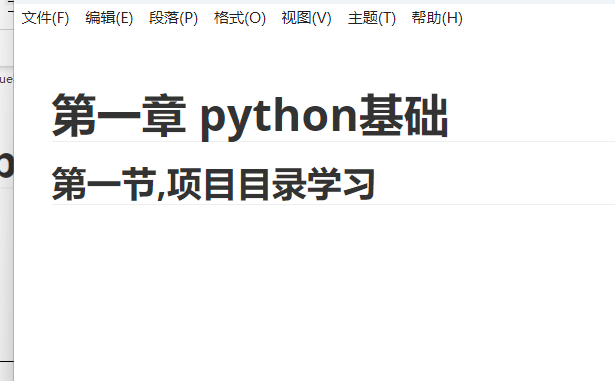 文件(F) 编辑(E) 段落(P) 格式(O) 视图(V) 主题(T) 帮助(H)
第一章 python基础
第一节,项目目录学习